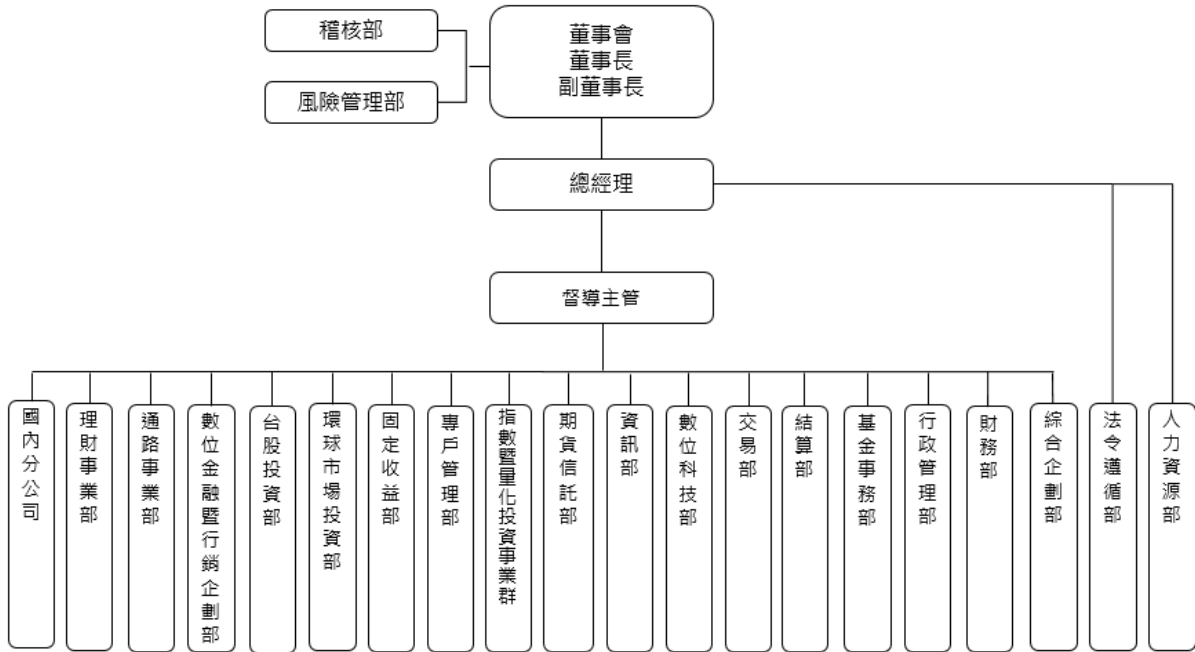 稽核部
董事會
董事長
副董事長
風險管理部
總經理
督導主管
國內分公司
理財事業部
通路事業部
數位金融暨行銷企劃部
台股投資部
環球市場投資部
固定收益部
專戶管理部
指數暨量化投資事業群
期貨信託部
資訊部
數位科技部
交易部
結算部
基金事務部
行政管理部
財務部
綜合企劃部
法令遵循部
人力資源部